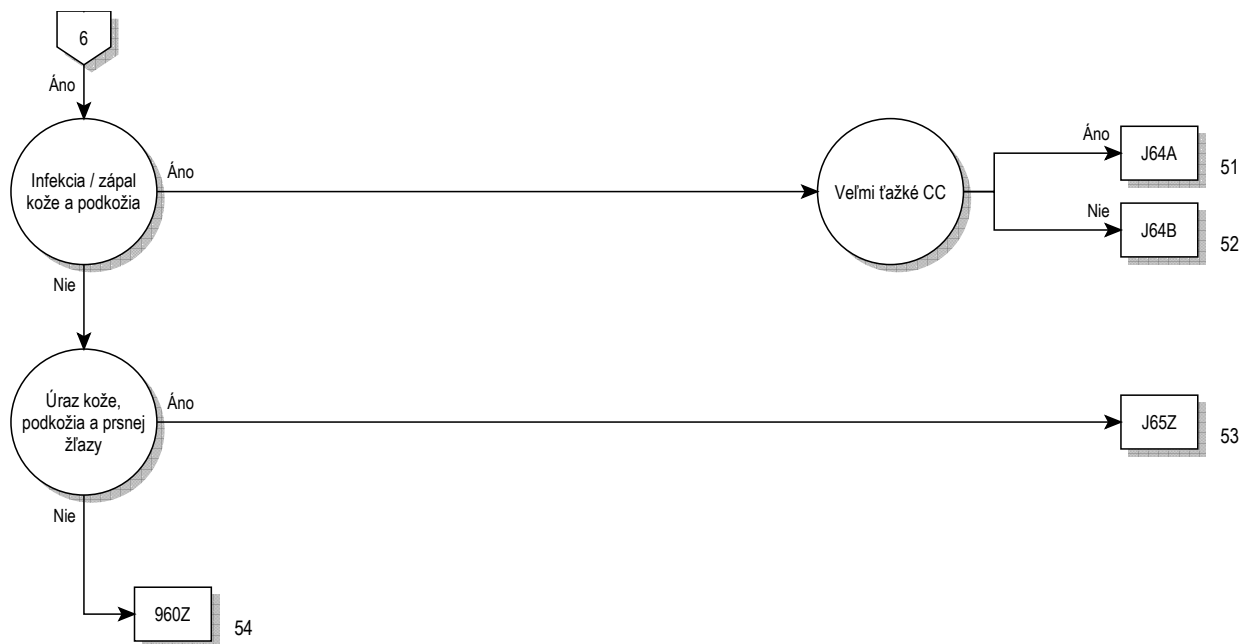 6
Áno
Infekcia / zápal
kože a podkožia
Áno
Veľmi ťažké CC
Áno
J64A
51
Nie
J64B
52
Nie
Úraz kože,
podkožia a prsnej
žľazy
Áno
J65Z
53
Nie
960Z
54